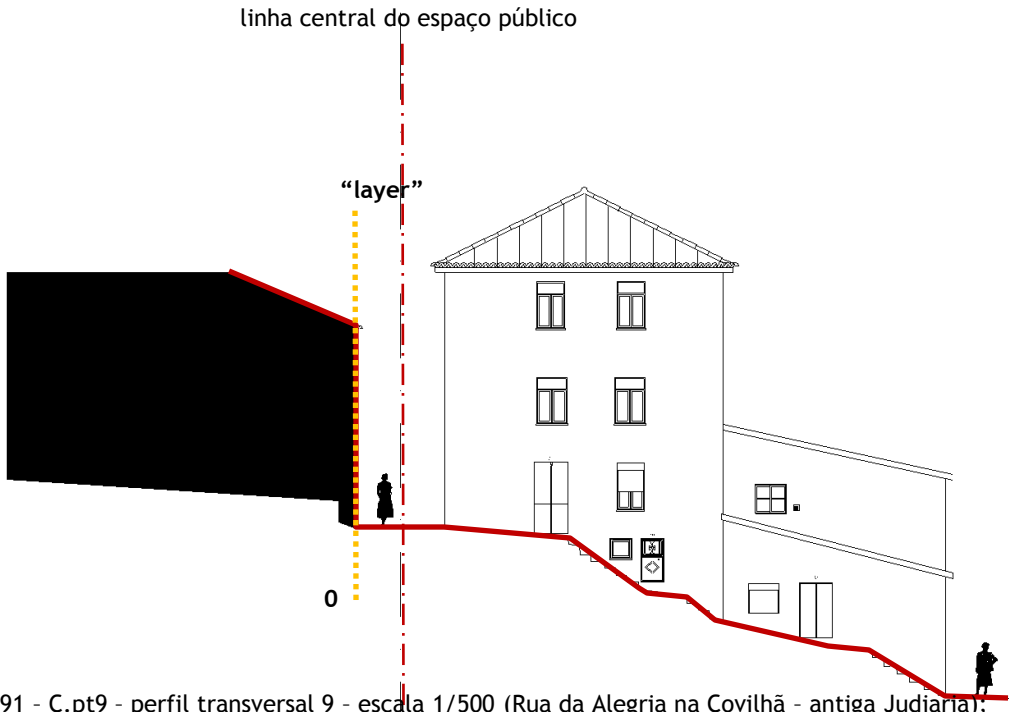 linha central do espaço público
“layer”
0
91 - C.pt9 - perfil transversal 9 - escala 1/500 (Rua da Alegria na Covilhã - antiga Judiaria);